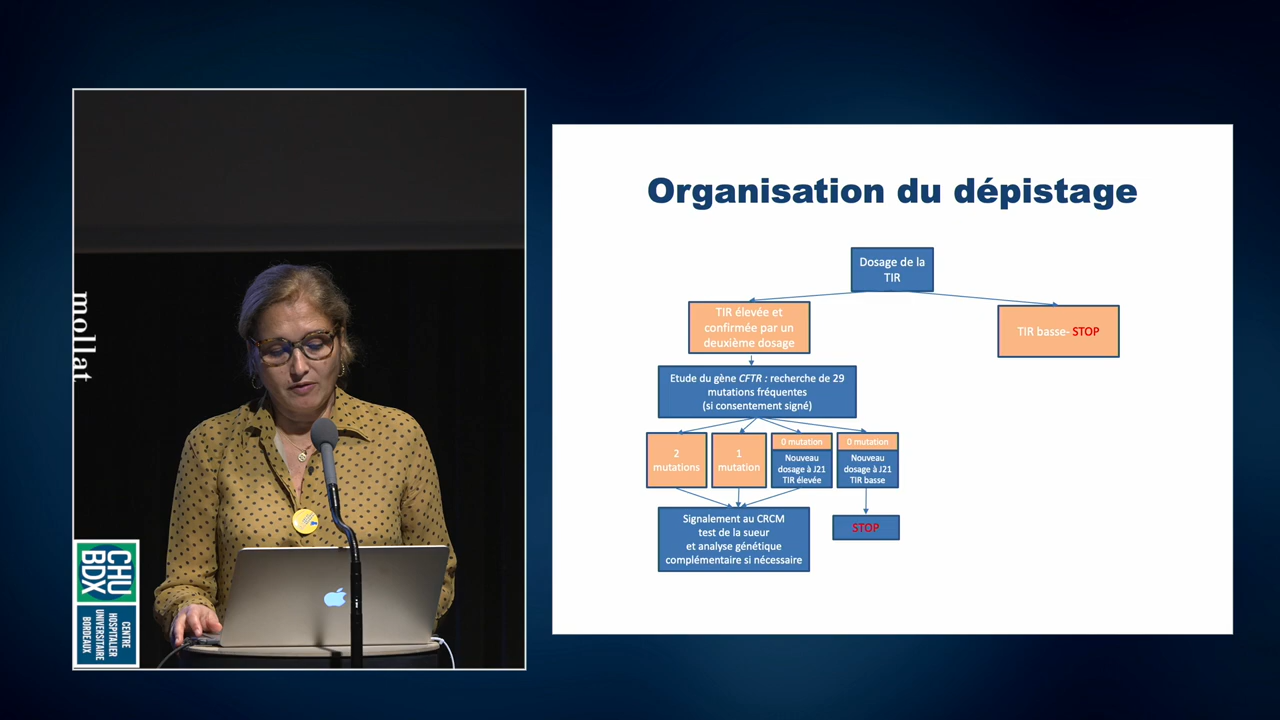 mollat
CHU
BDX
CENTRE
HOSPITALIER
UNIVERSITAIRE
BORDEAUX
Organisation du dépistage
Dosage de la
TIR
TIR élevée et
confirmée par un
deuxième dosage
TIR basse- STOP
Etude du gène CFTR : recherche de 29
mutations fréquentes
(si consentement signé)
2
mutations
1
mutation
0 mutation
Nouveau
dosage à J21
TIR élevée
0 mutation
Nouveau
dosage à J21
TIR basse
Signalement au CRCM
test de la sueur
et analyse génétique
complémentaire si nécessaire
STOP